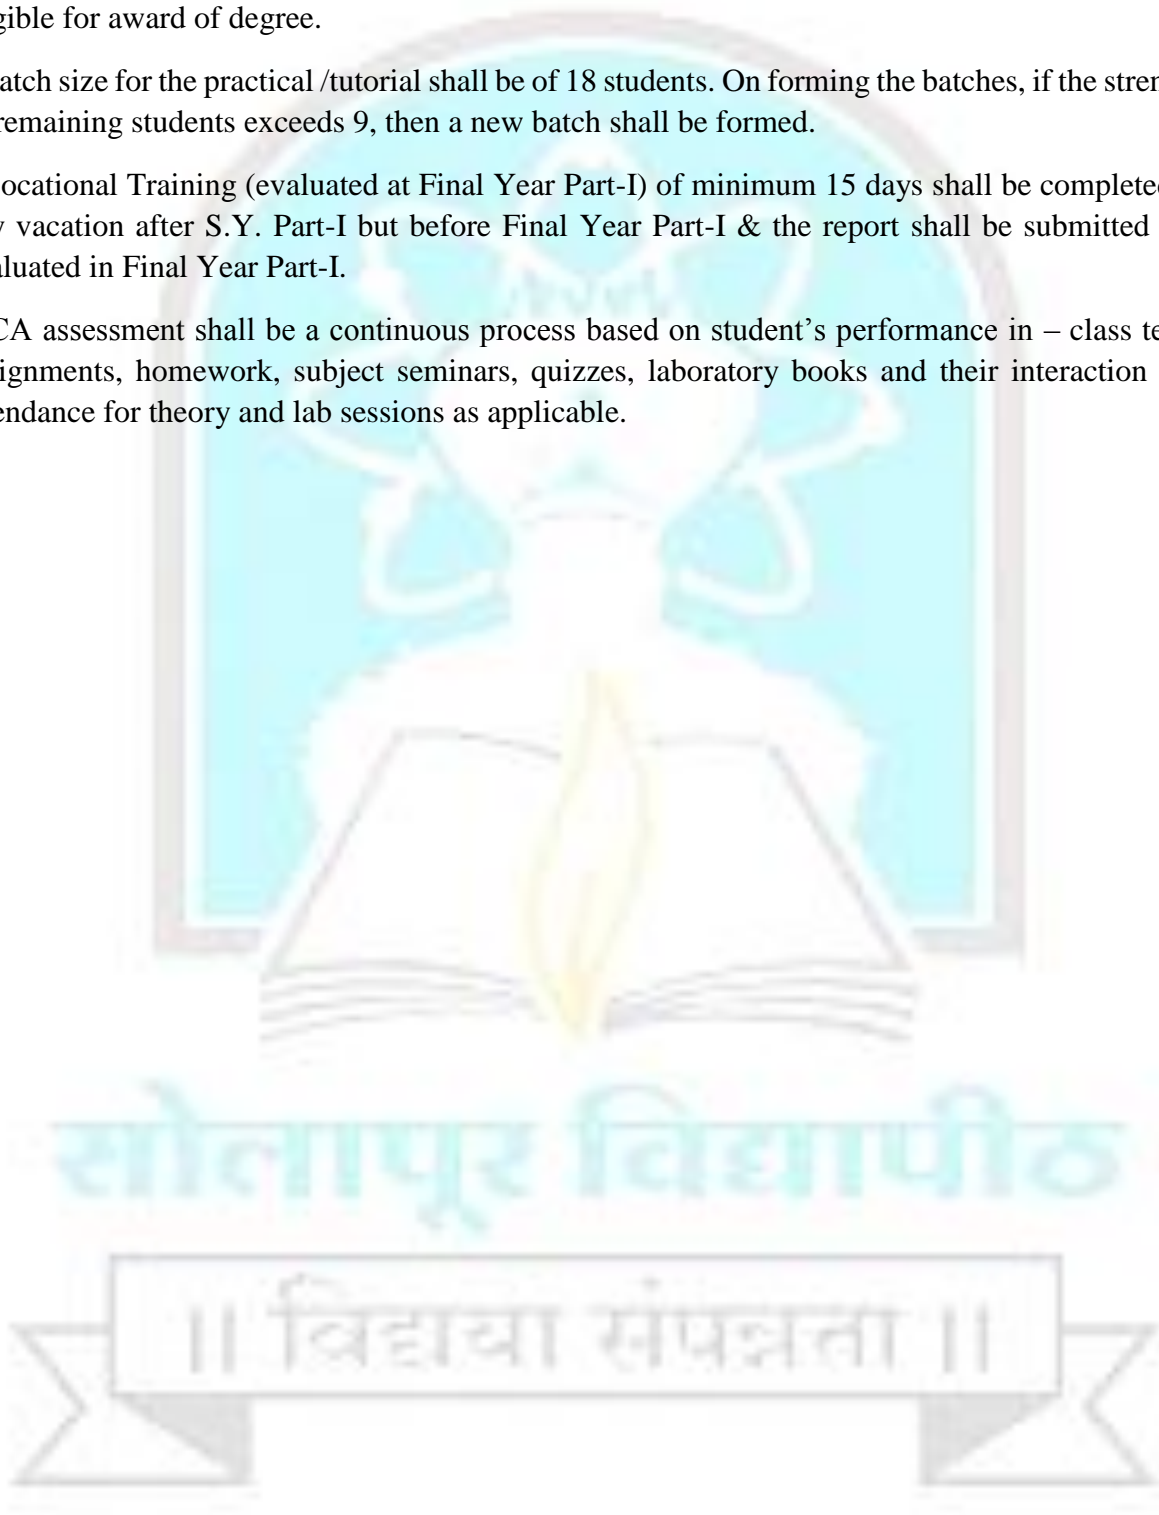 gible for award of degree.
atch size for the practical /tutorial shall be of 18 students. On forming the batches, if the stren
remaining students exceeds 9, then a new batch shall be formed.
ocational Training (evaluated at Final Year Part-I) of minimum 15 days shall be completed
y vacation after S.Y. Part-I but before Final Year Part-I & the report shall be submitted
aluated in Final Year Part-I.
CA assessment shall be a continuous process based on student’s performance in – class te
ignments, homework, subject seminars, quizzes, laboratory books and their interaction
endance for theory and lab sessions as applicable.
सोलापूर विद्यापीठ
॥ विद्यया संपन्नता ॥